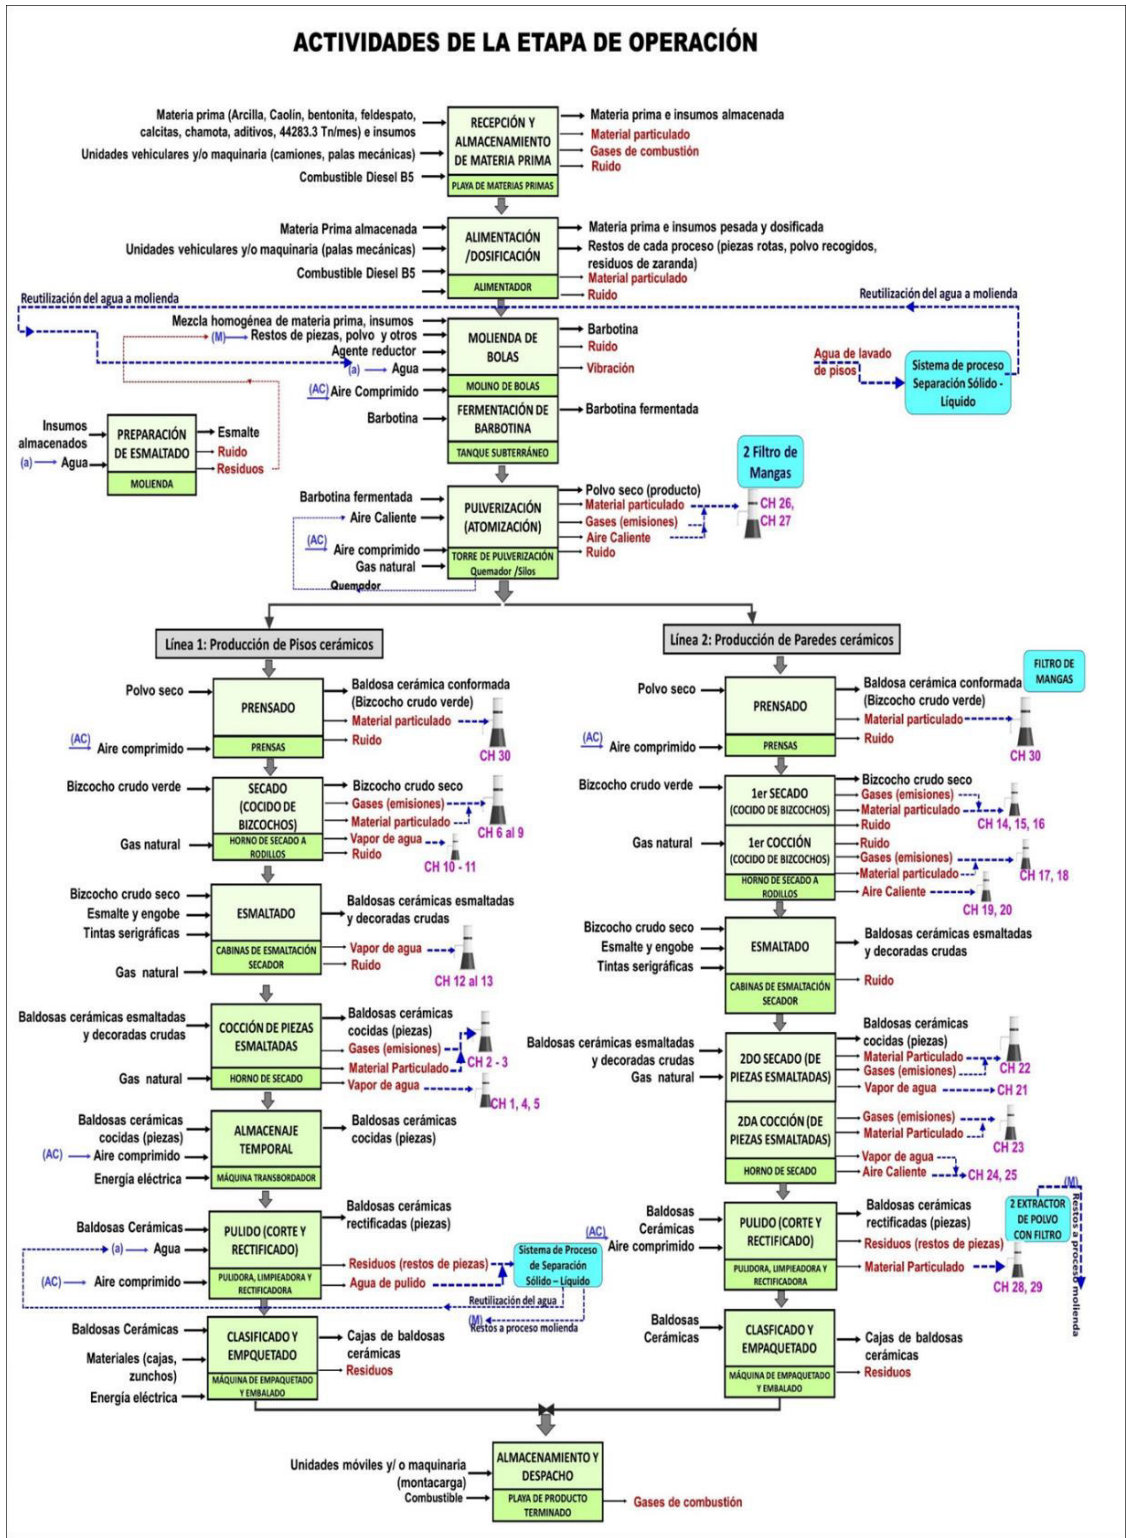 ACTIVIDADES DE LA ETAPA DE OPERACIÓN
Materia prima (Arcilla, Caolín, bentonita, feldespato,
calcitas, chamota, aditivos, 44283.3 Tn/mes) e insumos
Unidades vehiculares y/o maquinaria (camiones, palas mecánicas)
Combustible Diesel B5
RECEPCIÓN Y
ALMACENAMIENTO
DE MATERIA PRIMA
PLAYA DE MATERIAS PRIMAS
Materia prima e insumos almacenada
Material particulado
Gases de combustión
Ruido
Materia Prima almacenada
Unidades vehiculares y/o maquinaria (palas mecánicas)
Combustible Diesel B5
ALIMENTACIÓN
/DOSIFICACIÓN
ALIMENTADOR
Materia prima e insumos pesada y dosificada
Restos de cada proceso (piezas rotas, polvo recogidos,
residuos de zaranda)
Material particulado
Ruido
Reutilización del agua a molienda
Reutilización del agua a molienda
Mezcla homogénea de materia prima, insumos
(M)
Restos de piezas, polvo y otros
Agente reductor
(a)
Agua
(AC)
Aire Comprimido
MOLIENDA DE
BOLAS
MOLINO DE BOLAS
Barbotina
Ruido
Vibración
Agua de lavado
de pisos
Sistema de proceso
Separación Sólido -
Líquido
Barbotina
FERMENTACIÓN DE
BARBOTINA
TANQUE SUBTERRÁNEO
Barbotina fermentada
Insumos
almacenados
(a)
Agua
PREPARACIÓN
DE ESMALTADO
MOLIENDA
Esmalte
Ruido
Residuos
Barbotina fermentada
Aire Caliente
(AC)
Aire comprimido
Gas natural
Quemador
PULVERIZACIÓN
(ATOMIZACIÓN)
TORRE DE PULVERIZACIÓN
Quemador /Silos
Polvo seco (producto)
Material particulado
Gases (emisiones)
Aire Caliente
Ruido
2 Filtro de
Mangas
CH 26,
CH 27
Línea 1: Producción de Pisos cerámicos
Polvo seco
(AC)
Aire comprimido
PRENSADO
PRENSAS
Baldosa cerámica conformada
(Bizcocho crudo verde)
Material particulado
Ruido
CH 30
Bizcocho crudo verde
Gas natural
SECADO
(COCIDO DE
BIZCOCHOS)
HORNO DE SECADO A
RODILLOS
Bizcocho crudo seco
Gases (emisiones)
Material particulado
Vapor de agua
Ruido
CH 6 al 9
CH 10 - 11
Bizcocho crudo seco
Esmalte y engobe
Tintas serigráficas
Gas natural
ESMALTADO
CABINAS DE ESMALTACIÓN
SECADOR
Baldosas cerámicas esmaltadas
y decoradas crudas
Vapor de agua
Ruido
CH 12 al 13
Baldosas cerámicas esmaltadas
y decoradas crudas
Gas natural
COCCIÓN DE PIEZAS
ESMALTADAS
HORNO DE SECADO
Baldosas cerámicas
cocidas (piezas)
Gases (emisiones)
Material Particulado
Vapor de agua
CH 2 - 3
CH 1, 4, 5
Baldosas cerámicas
cocidas (piezas)
(AC)
Aire comprimido
Energía eléctrica
ALMACENAJE
TEMPORAL
MÁQUINA TRANSBORDADOR
Baldosas cerámicas
cocidas (piezas)
Baldosas Cerámicas
(a)
Agua
(AC)
Aire comprimido
PULIDO (CORTE Y
RECTIFICADO)
PULIDORA, LIMPIEADORA Y
RECTIFICADORA
Baldosas cerámicas
rectificadas (piezas)
Residuos (restos de piezas)
Agua de pulido
Sistema de Proceso
de Separación
Sólido – Líquido
Reutilización del agua
(M)
Restos a proceso molienda
Baldosas Cerámicas
Materiales (cajas,
zunchos)
Energía eléctrica
CLASIFICADO Y
EMPQUETADO
MÁQUINA DE EMPAQUETADO
Y EMBALADO
Cajas de baldosas
cerámicas
Residuos
Línea 2: Producción de Paredes cerámicos
FILTRO DE
MANGAS
Polvo seco
(AC)
Aire comprimido
PRENSADO
PRENSAS
Baldosa cerámica conformada
(Bizcocho crudo verde)
Material particulado
Ruido
CH 30
Bizcocho crudo verde
Gas natural
1er SECADO
(COCIDO DE BIZCOCHOS)
1er COCCIÓN
(COCIDO DE BIZCOCHOS)
HORNO DE SECADO A
RODILLOS
Bizcocho crudo seco
Gases (emisiones)
Material particulado
Ruido
CH 14, 15, 16
Ruido
Gases (emisiones)
Material particulado
Aire Caliente
CH 17, 18
CH 19, 20
Bizcocho crudo seco
Esmalte y engobe
Tintas serigráficas
ESMALTADO
CABINAS DE ESMALTACIÓN
SECADOR
Baldosas cerámicas esmaltadas
y decoradas crudas
Ruido
Baldosas cerámicas esmaltadas
y decoradas crudas
Gas natural
2DO SECADO (DE
PIEZAS ESMALTADAS)
Baldosas cerámicas
cocidas (piezas)
Material Particulado
Gases (emisiones)
Vapor de agua
CH 22
CH 21
2DA COCCIÓN (DE
PIEZAS ESMALTADAS)
HORNO DE SECADO
Gases (emisiones)
Material Particulado
Vapor de agua
Aire Caliente
CH 23
CH 24, 25
Baldosas
Cerámicas
(AC)
Aire comprimido
PULIDO (CORTE Y
RECTIFICADO)
PULIDORA, LIMPIEADORA Y
RECTIFICADORA
Baldosas cerámicas
rectificadas (piezas)
Residuos (restos de piezas)
Material Particulado
2 EXTRACTOR
DE POLVO
CON FILTRO
CH 28, 29
(M)
Restos a proceso molienda
Baldosas
Cerámicas
CLASFICADO Y
EMPAQUETADO
MÁQUINA DE EMPAQUETADO
Y EMBALADO
Cajas de baldosas
cerámicas
Residuos
Unidades móviles y/ o maquinaria
(montacarga)
Combustible
ALMACENAMIENTO Y
DESPACHO
PLAYA DE PRODUCTO
TERMINADO
Gases de combustión